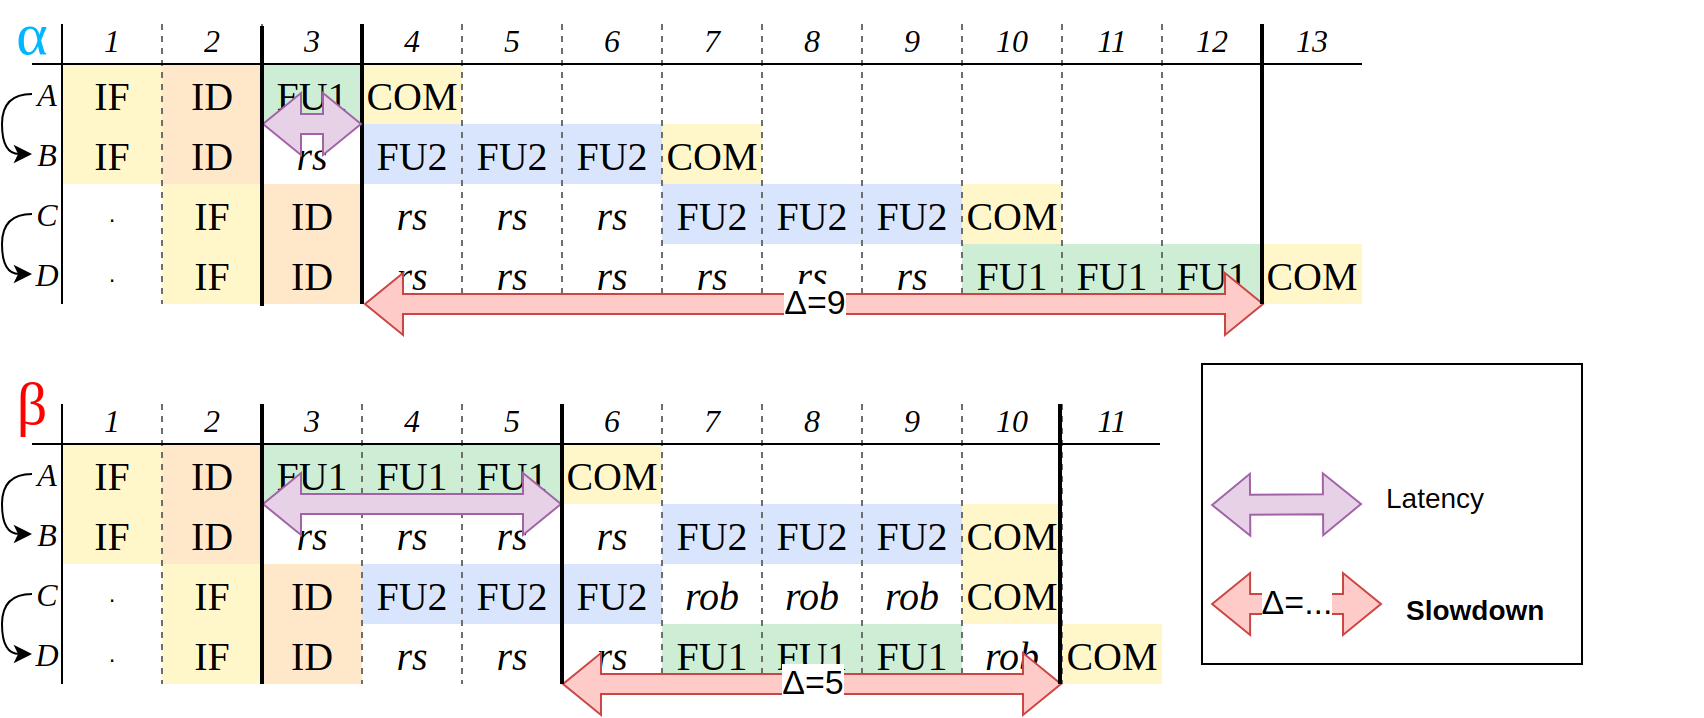 α 1 2 3 4 5 6 7 8 9 10 11 12 13
A IF ID FU1 COM
B IF ID rs FU2 FU2 FU2 COM
C . IF ID rs rs rs FU2 FU2 FU2 COM
D . IF ID rs rs rs rs rs rs FU1 FU1 FU1 COM
Δ=9
β 1 2 3 4 5 6 7 8 9 10 11
A IF ID FU1 FU1 FU1 COM
B IF ID rs rs rs rs FU2 FU2 FU2 COM
C . IF ID FU2 FU2 FU2 rob rob rob COM
D . IF ID rs rs rs FU1 FU1 FU1 rob COM
Δ=5
Latency
Δ=... Slowdown